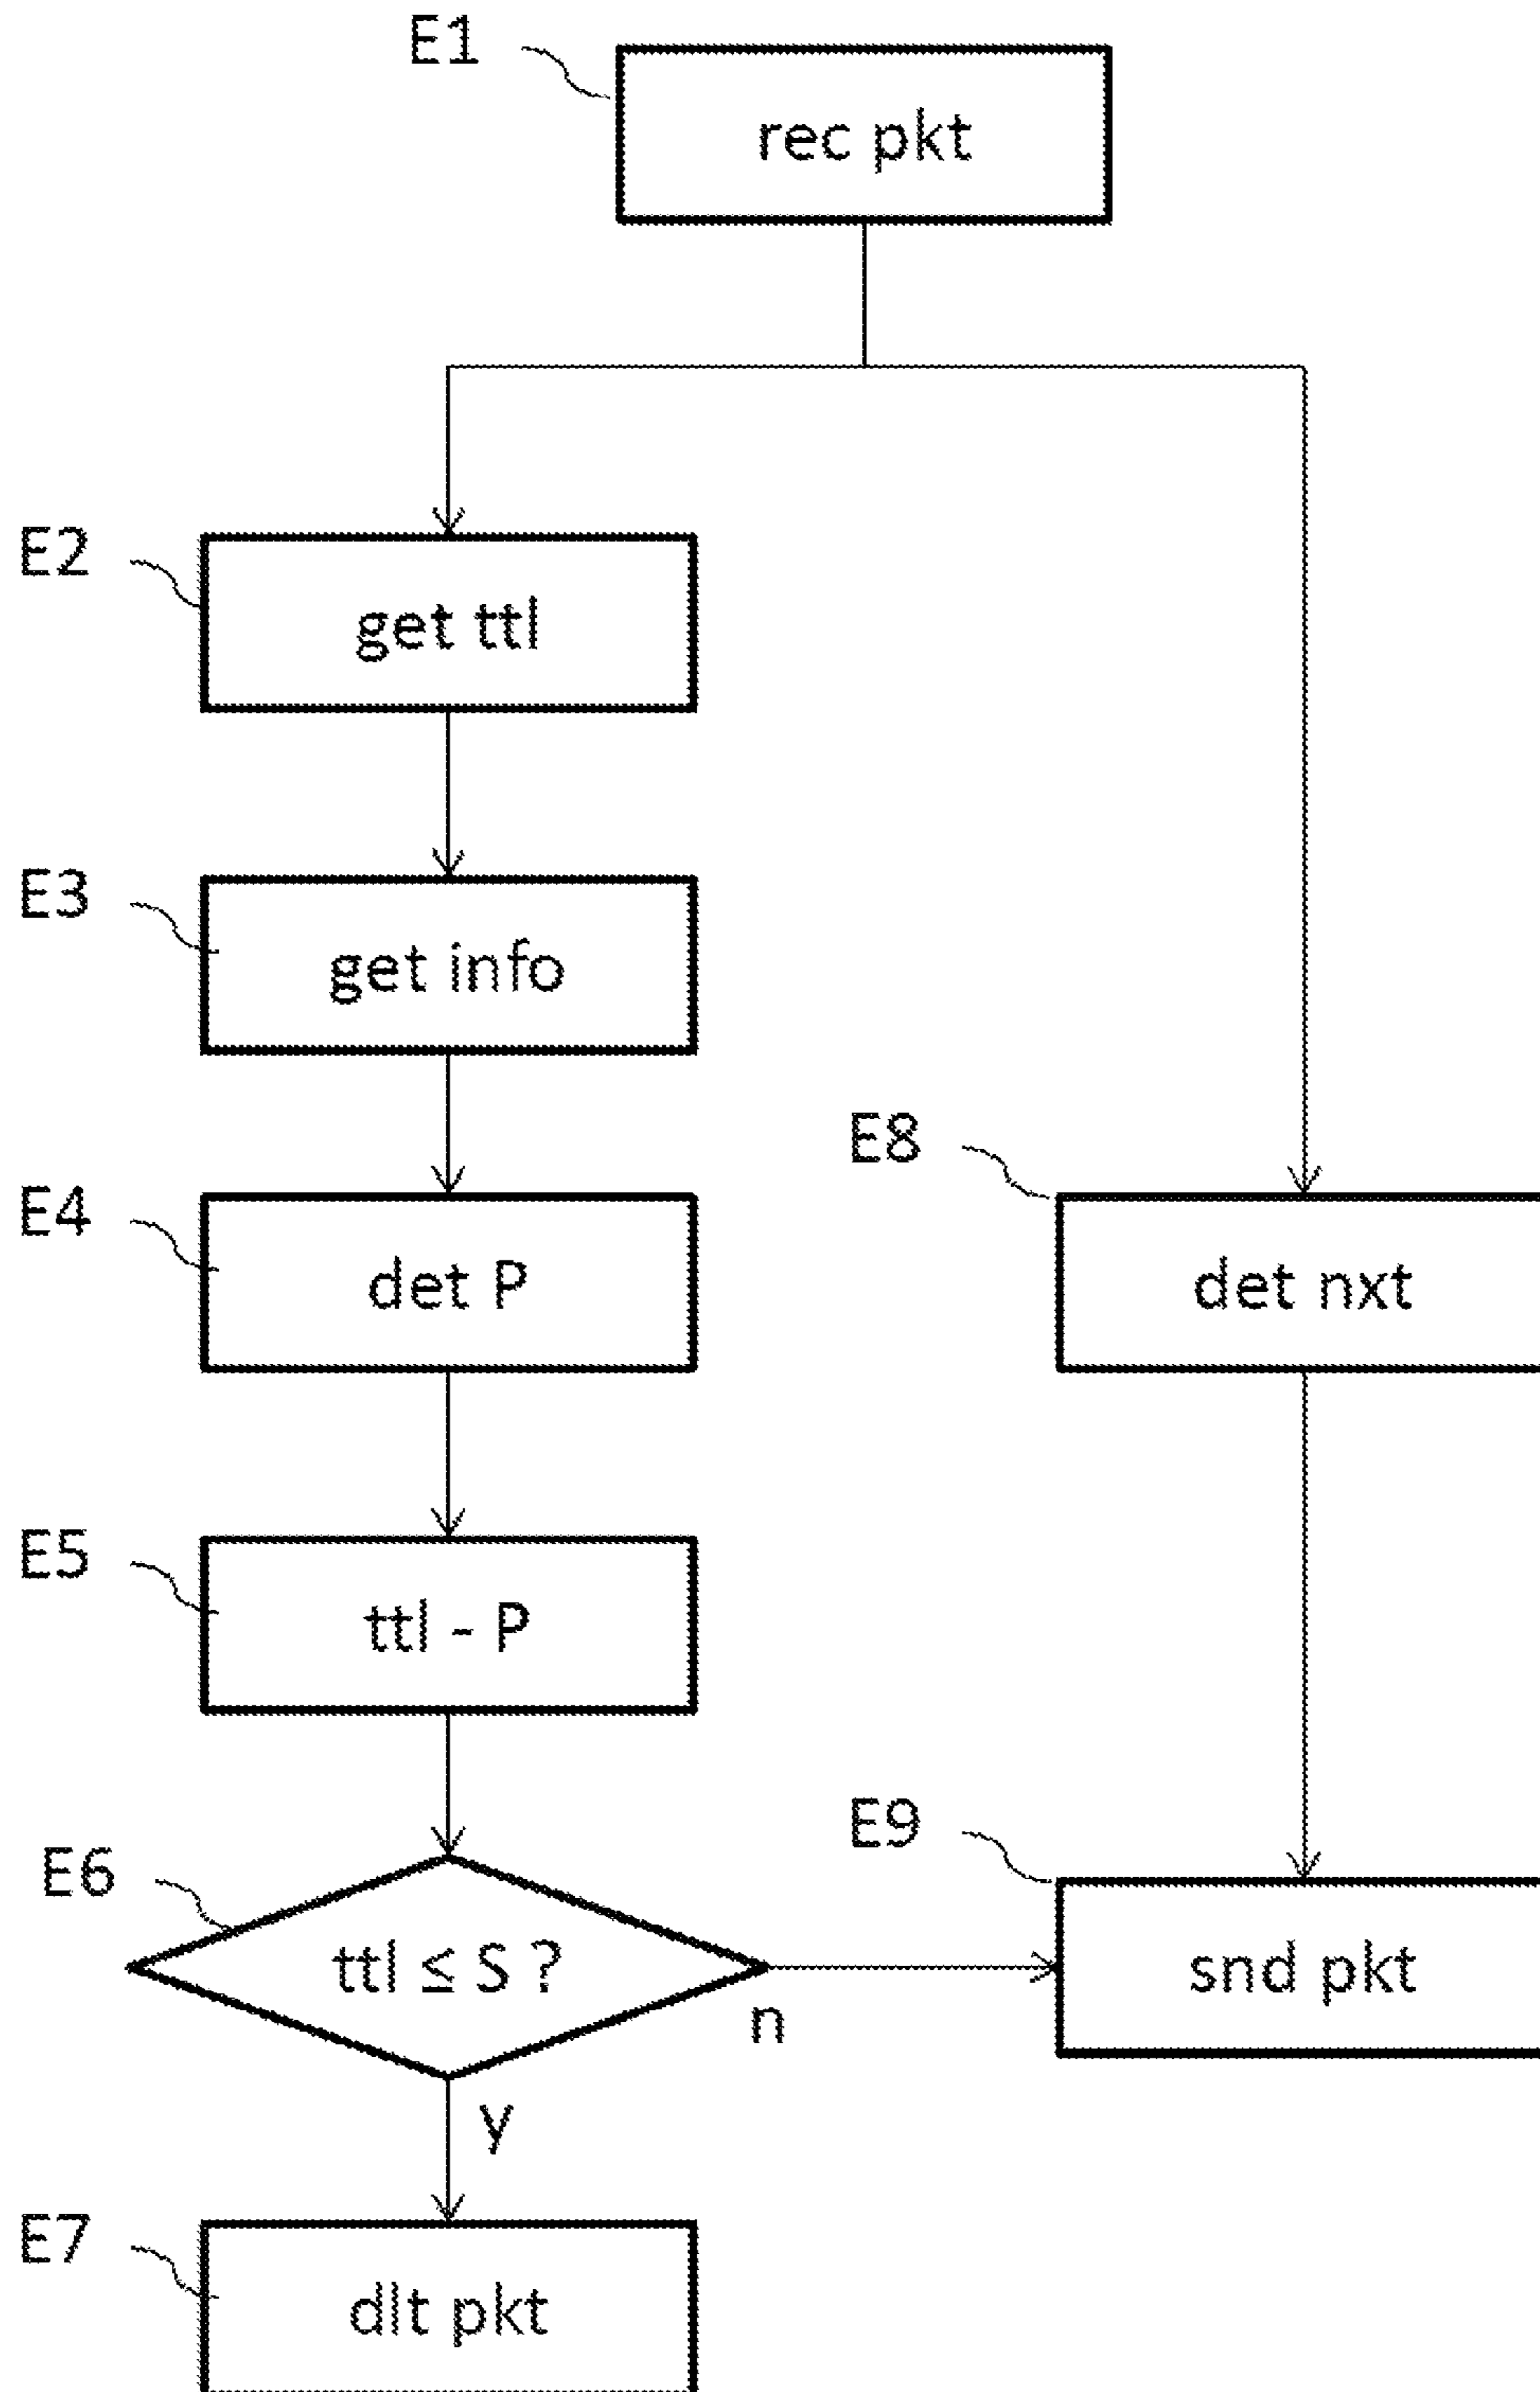 E1
rec pkt
E2
get ttl
E3
get info
E8
E4
det P
det nxt
E5
ttl - P
E9
E6
ttl ≤ S ?
snd pkt
n
y
E7
dlt pkt